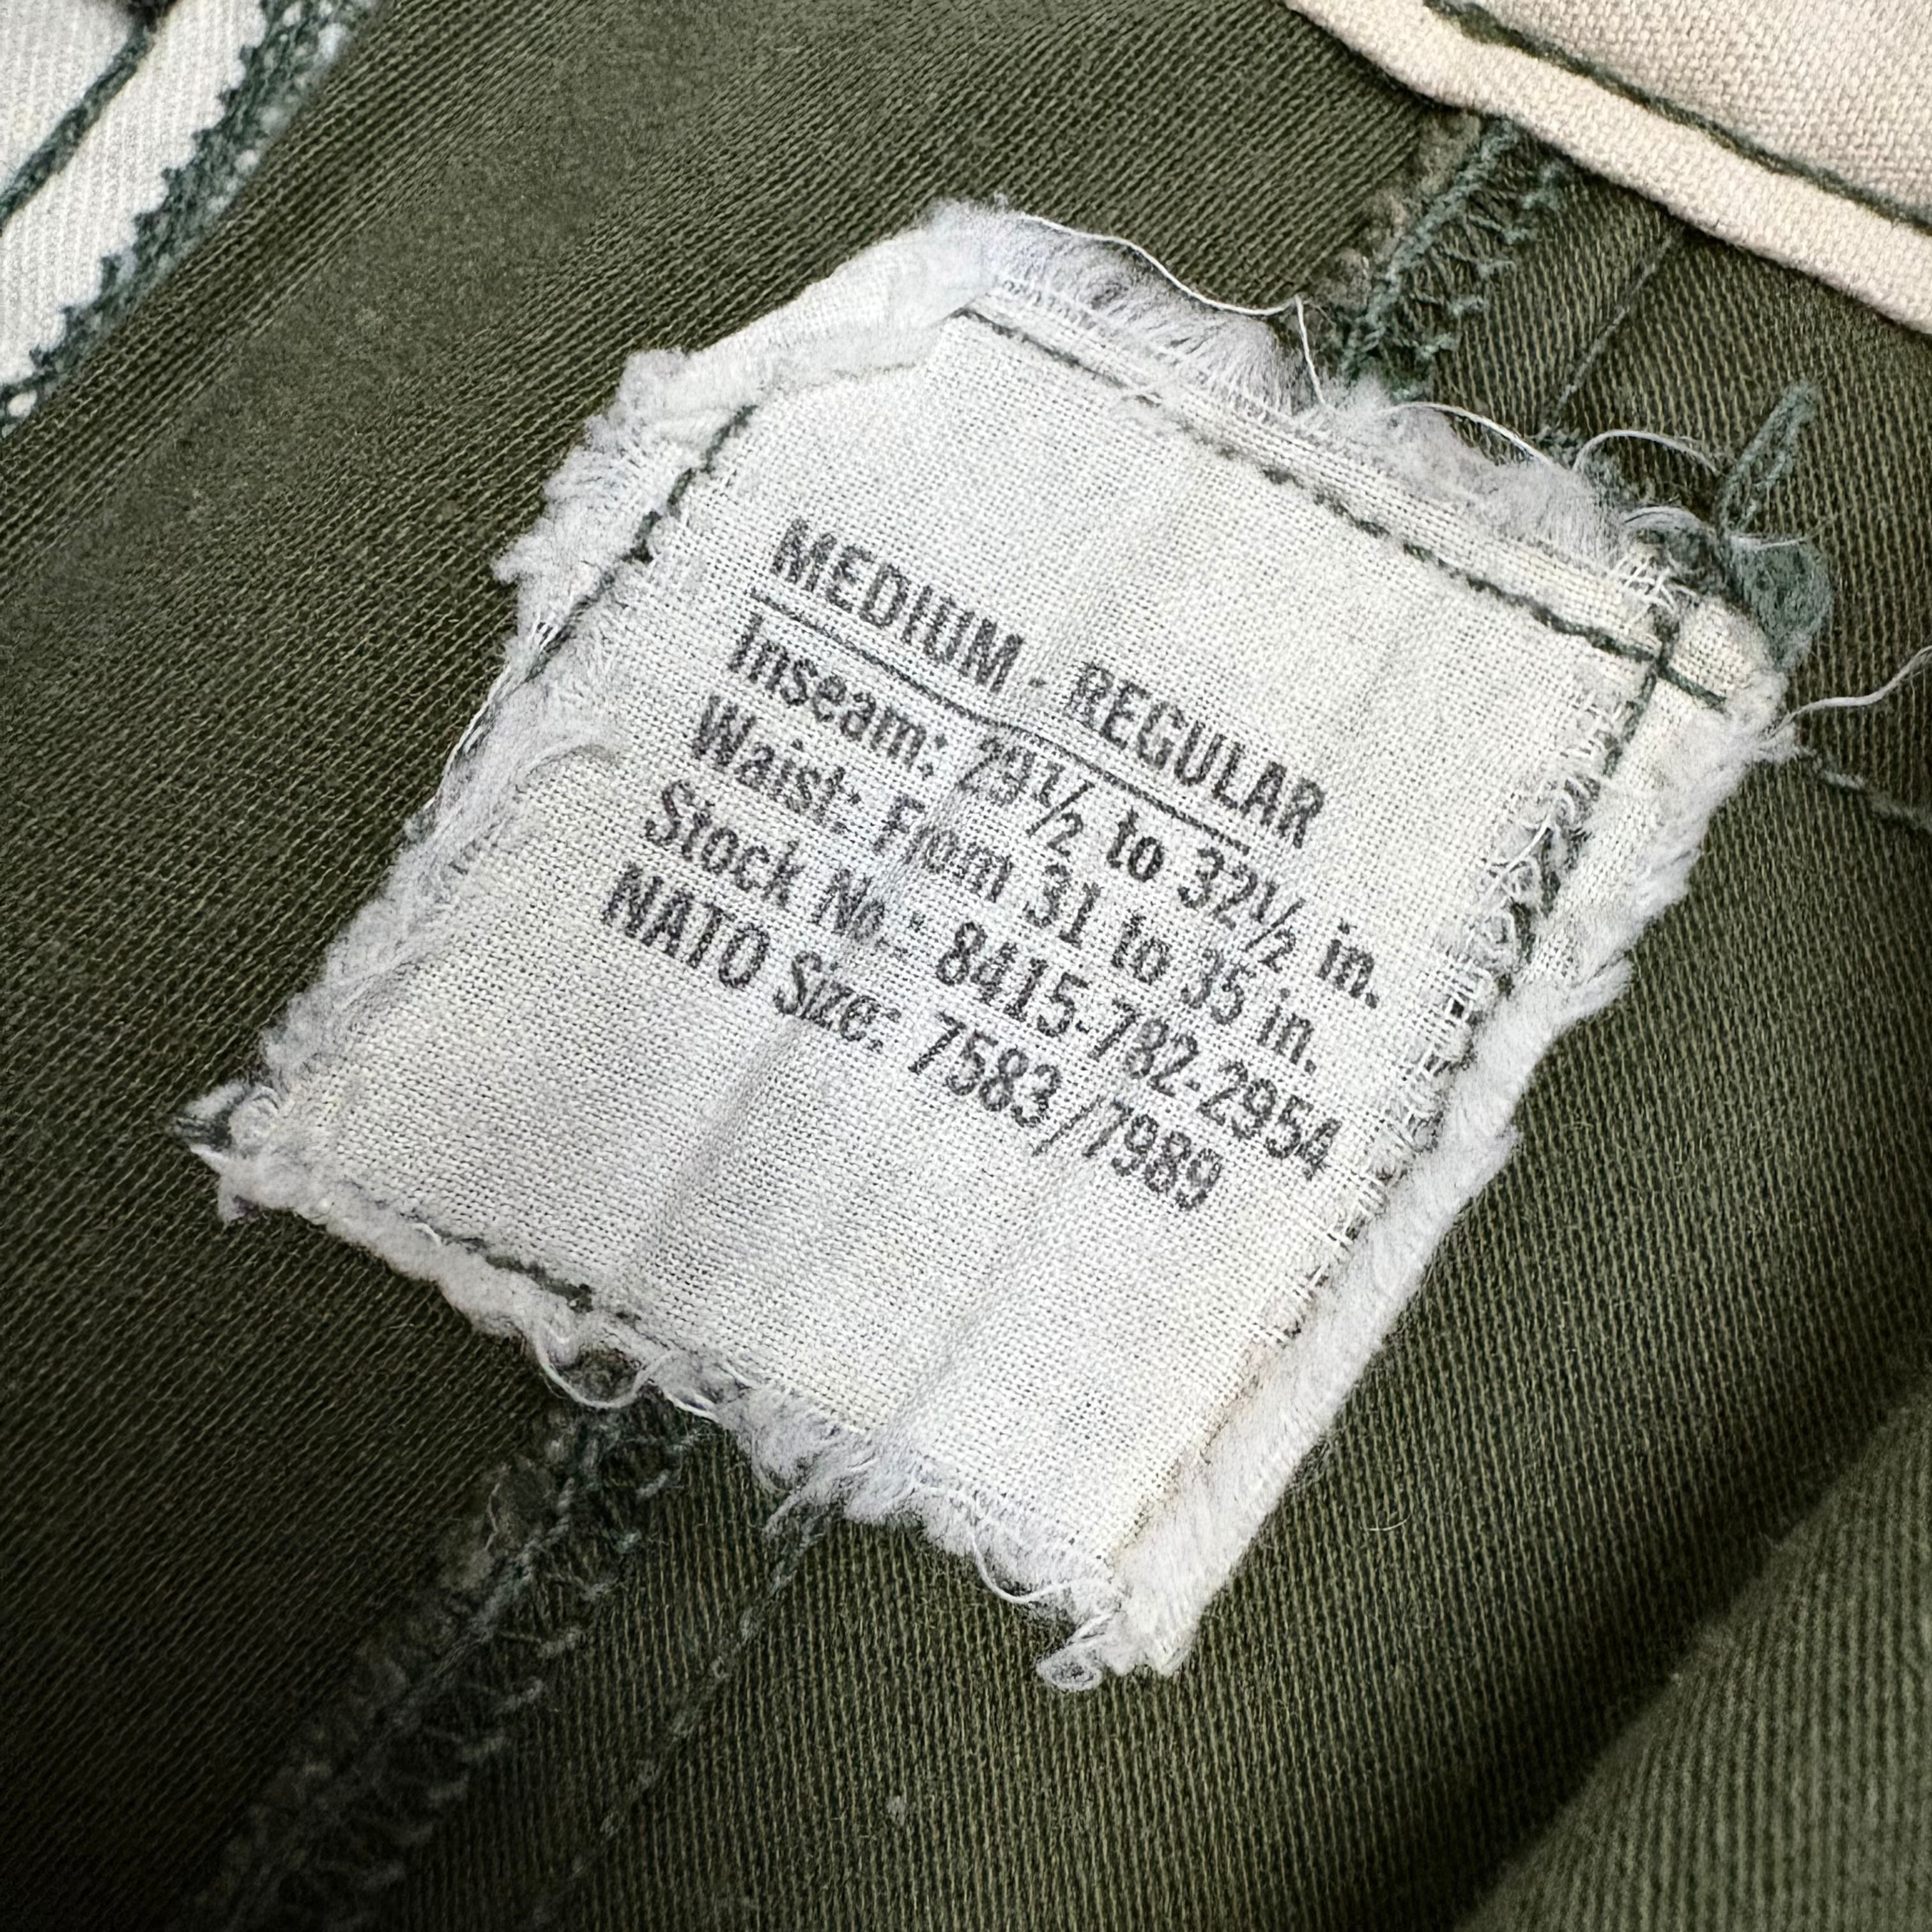 MEDIUM - REGULAR
Inseam: 29½ to 32½ in.
Waist: From 31 to 35 in.
Stock No.: 8415-782-2954
NATO Size: 7583/7989